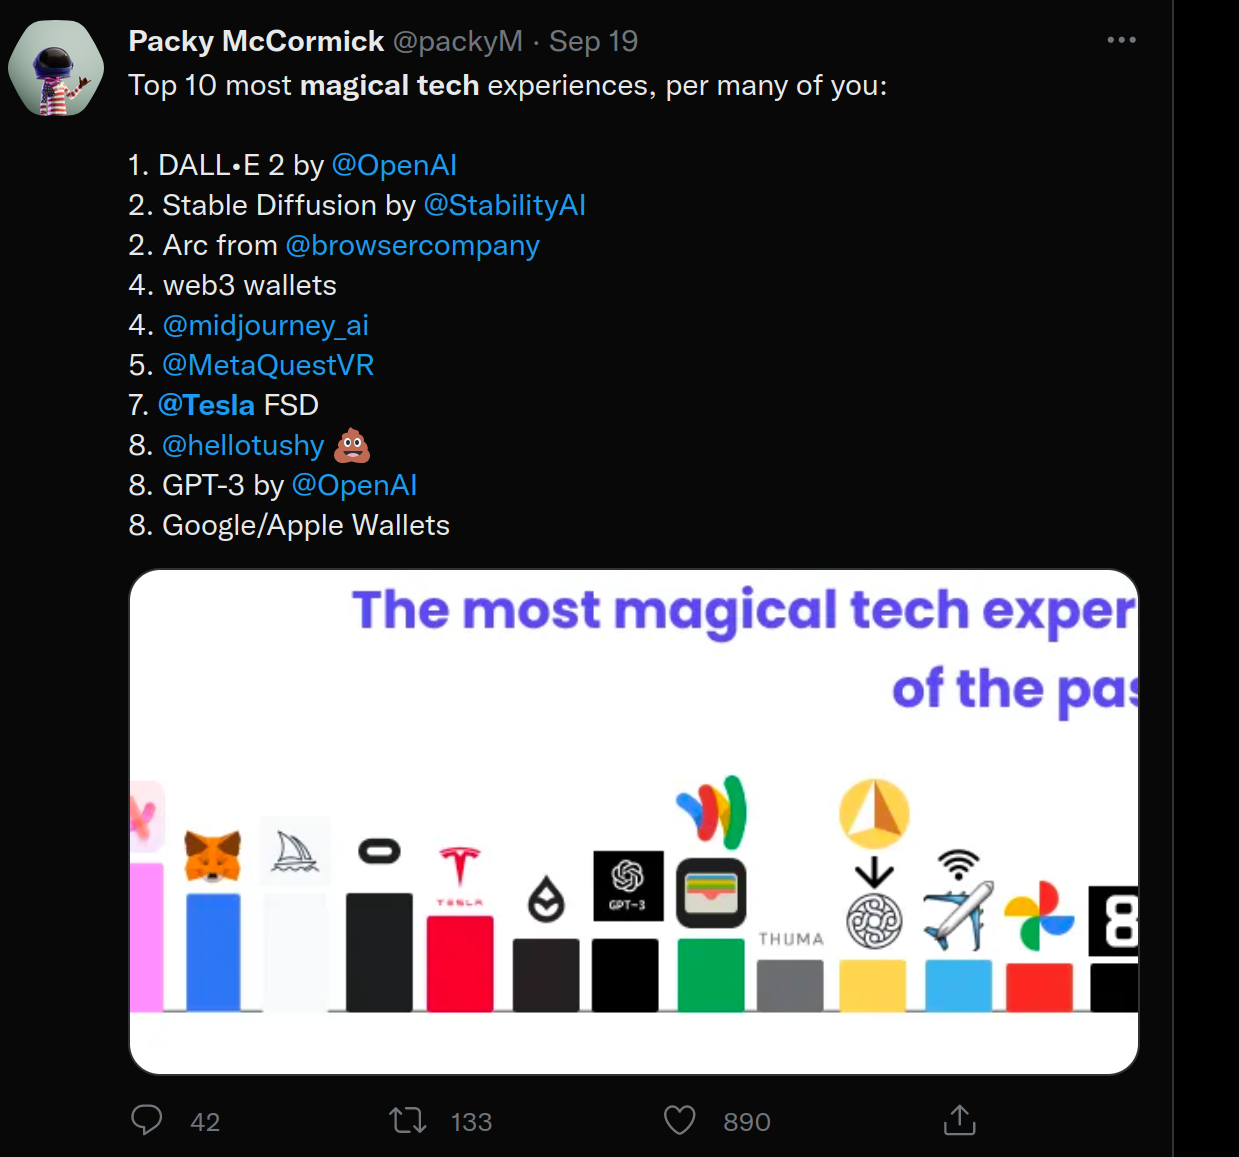 Packy McCormick @packyM · Sep 19
Top 10 most magical tech experiences, per many of you:
1. DALL•E 2 by @OpenAI
2. Stable Diffusion by @StabilityAI
2. Arc from @browsercompany
4. web3 wallets
4. @midjourney_ai
5. @MetaQuestVR
7. @Tesla FSD
8. @hellotushy 💩
8. GPT-3 by @OpenAI
8. Google/Apple Wallets
The most magical tech exper
of the pas
TESLA
GPT-3
THUMA
8
42 133 890